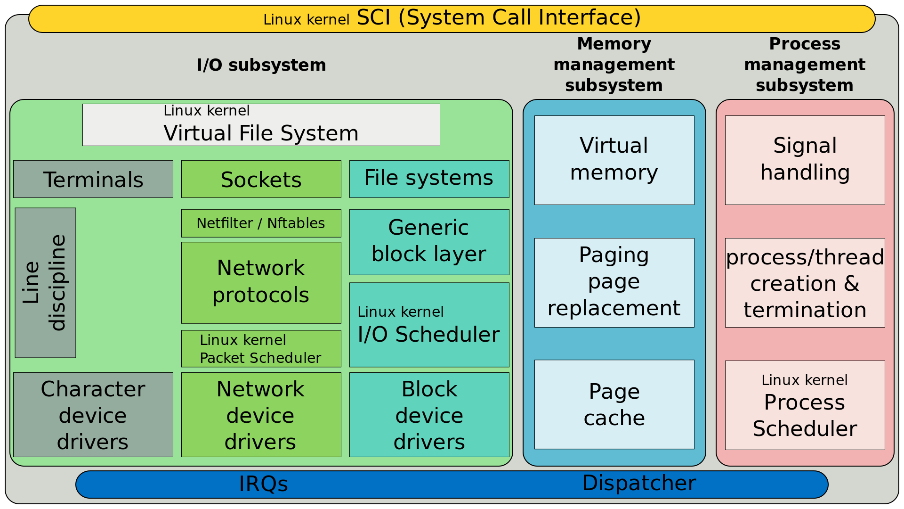 Linux kernel SCI (System Call Interface)
I/O subsystem
Memory
management
subsystem
Process
management
subsystem
Linux kernel
Virtual File System
Terminals
Sockets
File systems
Line
discipline
Netfilter / Nftables
Network
protocols
Linux kernel
Packet Scheduler
Generic
block layer
Linux kernel
I/O Scheduler
Character
device
drivers
Network
device
drivers
Block
device
drivers
Virtual
memory
Paging
page
replacement
Page
cache
Signal
handling
process/thread
creation &
termination
Linux kernel
Process
Scheduler
IRQs
Dispatcher